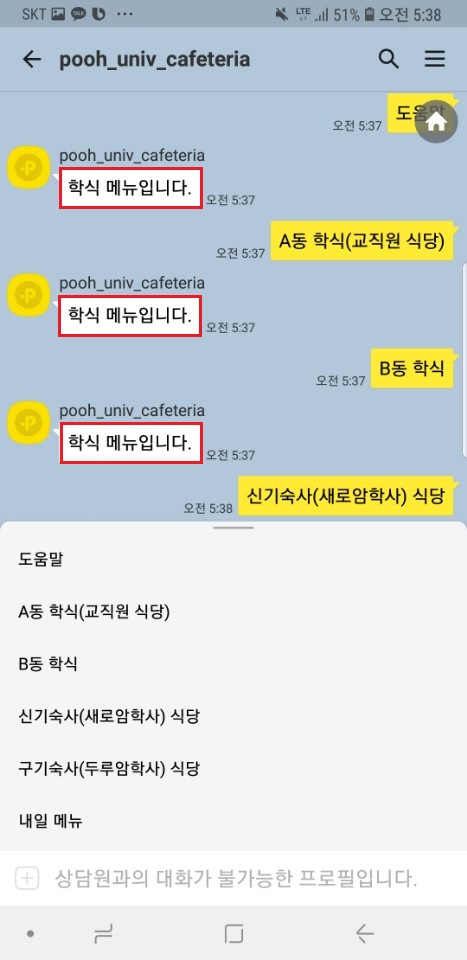 SKT LTE 51% 오전 5:38
pooh_univ_cafeteria
오전 5:37 도움말
pooh_univ_cafeteria
학식 메뉴입니다. 오전 5:37
오전 5:37 A동 학식(교직원 식당)
pooh_univ_cafeteria
학식 메뉴입니다. 오전 5:37
오전 5:37 B동 학식
pooh_univ_cafeteria
학식 메뉴입니다. 오전 5:37
오전 5:38 신기숙사(새로암학사) 식당
도움말
A동 학식(교직원 식당)
B동 학식
신기숙사(새로암학사) 식당
구기숙사(두루암학사) 식당
내일 메뉴
상담원과의 대화가 불가능한 프로필입니다.